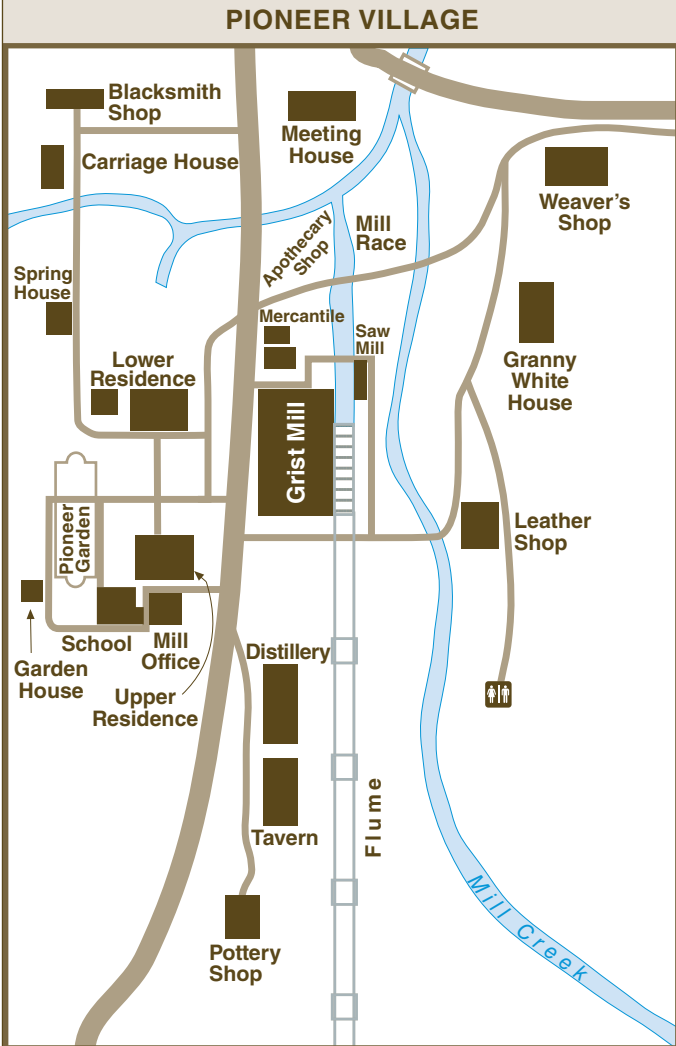 PIONEER VILLAGE
Blacksmith
Shop
Meeting
House
Carriage House
Weaver's
Shop
Apothecary
Shop
Mill
Race
Spring
House
Mercantile
Saw
Mill
Lower
Residence
Granny
White
House
Grist Mill
Pioneer
Garden
Leather
Shop
School
Mill
Office
Garden
House
Upper
Residence
Distillery
Tavern
Flume
Mill Creek
Pottery
Shop